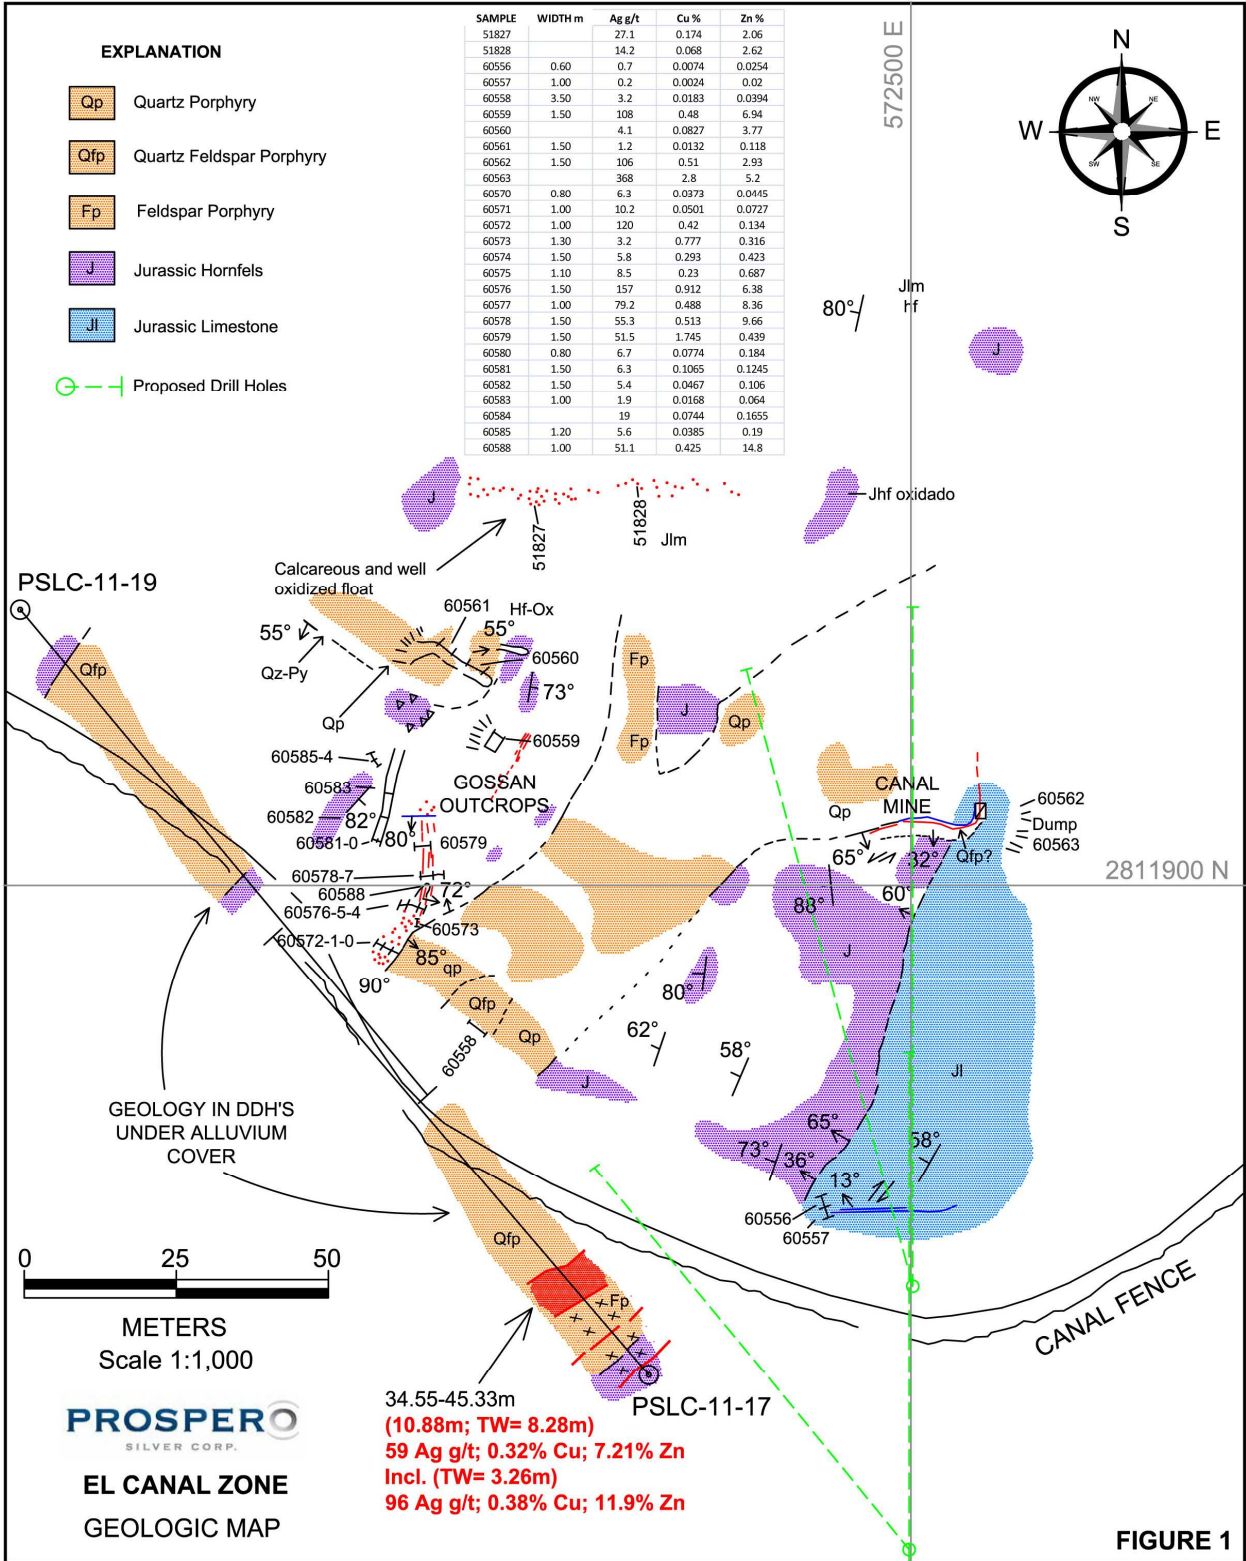 EXPLANATION
Qp Quartz Porphyry
Qfp Quartz Feldspar Porphyry
Fp Feldspar Porphyry
J Jurassic Hornfels
Jl Jurassic Limestone
Proposed Drill Holes
SAMPLE WIDTH m Ag g/t Cu % Zn %
51827 27.1 0.174 2.06
51828 14.2 0.068 2.62
60556 0.60 0.7 0.0074 0.0254
60557 1.00 0.2 0.0024 0.02
60558 3.50 3.2 0.0183 0.0394
60559 1.50 108 0.48 6.94
60560 4.1 0.0827 3.77
60561 1.50 1.2 0.0132 0.118
60562 1.50 106 0.51 2.93
60563 368 2.8 5.2
60570 0.80 6.3 0.0373 0.0445
60571 1.00 10.2 0.0501 0.0727
60572 1.00 120 0.42 0.134
60573 1.30 3.2 0.777 0.316
60574 1.50 5.8 0.293 0.423
60575 1.10 8.5 0.23 0.687
60576 1.50 157 0.912 6.38
60577 1.00 79.2 0.488 8.36
60578 1.50 55.3 0.513 9.66
60579 1.50 51.5 1.745 0.439
60580 0.80 6.7 0.0774 0.184
60581 1.50 6.3 0.1065 0.1245
60582 1.50 5.4 0.0467 0.106
60583 1.00 1.9 0.0168 0.064
60584 19 0.0744 0.1655
60585 1.20 5.6 0.0385 0.19
60588 1.00 51.1 0.425 14.8
572500 E
N
NW NE
W E
SW SE
S
80°
Jlm
hf
J
J
Jhf oxidado
51827
51828
Jlm
Calcareous and well
oxidized float
PSLC-11-19
60561
Hf-Ox
55°
55°
60560
Qz-Py
73°
Qfp
Fp
J
Qp
Fp
Qp
60559
60585-4
GOSSAN
OUTCROPS
60583
60582
82°
60581-0
80°
60579
CANAL
MINE
Qp
60562
Dump
60563
65°
32°
Qfp?
2811900 N
60578-7
60588
72°
60576-5-4
60573
60572-1-0
85°
qp
90°
88°
60°
J
80°
Qfp
Qp
62°
58°
60558
J
Jl
GEOLOGY IN DDH'S
UNDER ALLUVIUM
COVER
65°
58°
73°
36°
13°
60556
60557
Qfp
Fp
CANAL FENCE
PSLC-11-17
0 25 50
METERS
Scale 1:1,000
34.55-45.33m
(10.88m; TW= 8.28m)
59 Ag g/t; 0.32% Cu; 7.21% Zn
Incl. (TW= 3.26m)
96 Ag g/t; 0.38% Cu; 11.9% Zn
PROSPERO
SILVER CORP.
EL CANAL ZONE
GEOLOGIC MAP
FIGURE 1